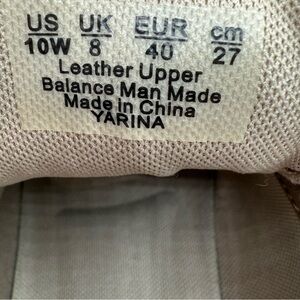 US UK EUR cm
10W 8 40 27
Leather Upper
Balance Man Made
Made in China
YARINA